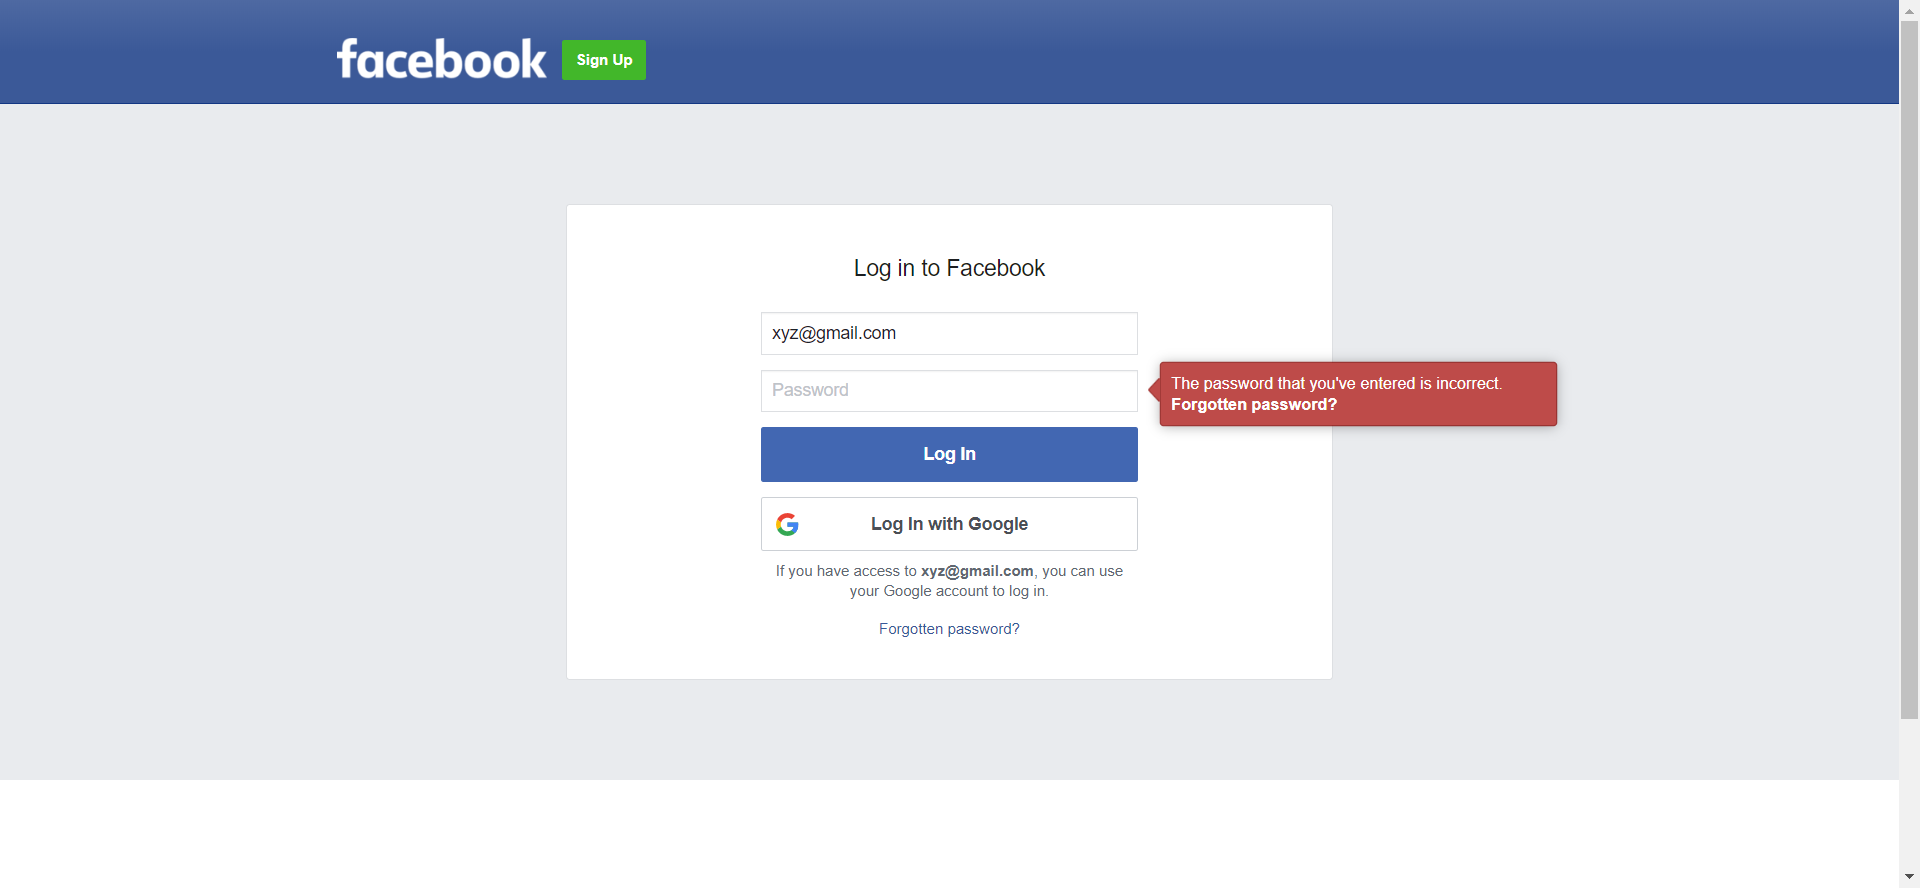 facebook
Sign Up
Log in to Facebook
xyz@gmail.com
Password
The password that you've entered is incorrect.
Forgotten password?
Log In
Log In with Google
If you have access to xyz@gmail.com, you can use
your Google account to log in.
Forgotten password?